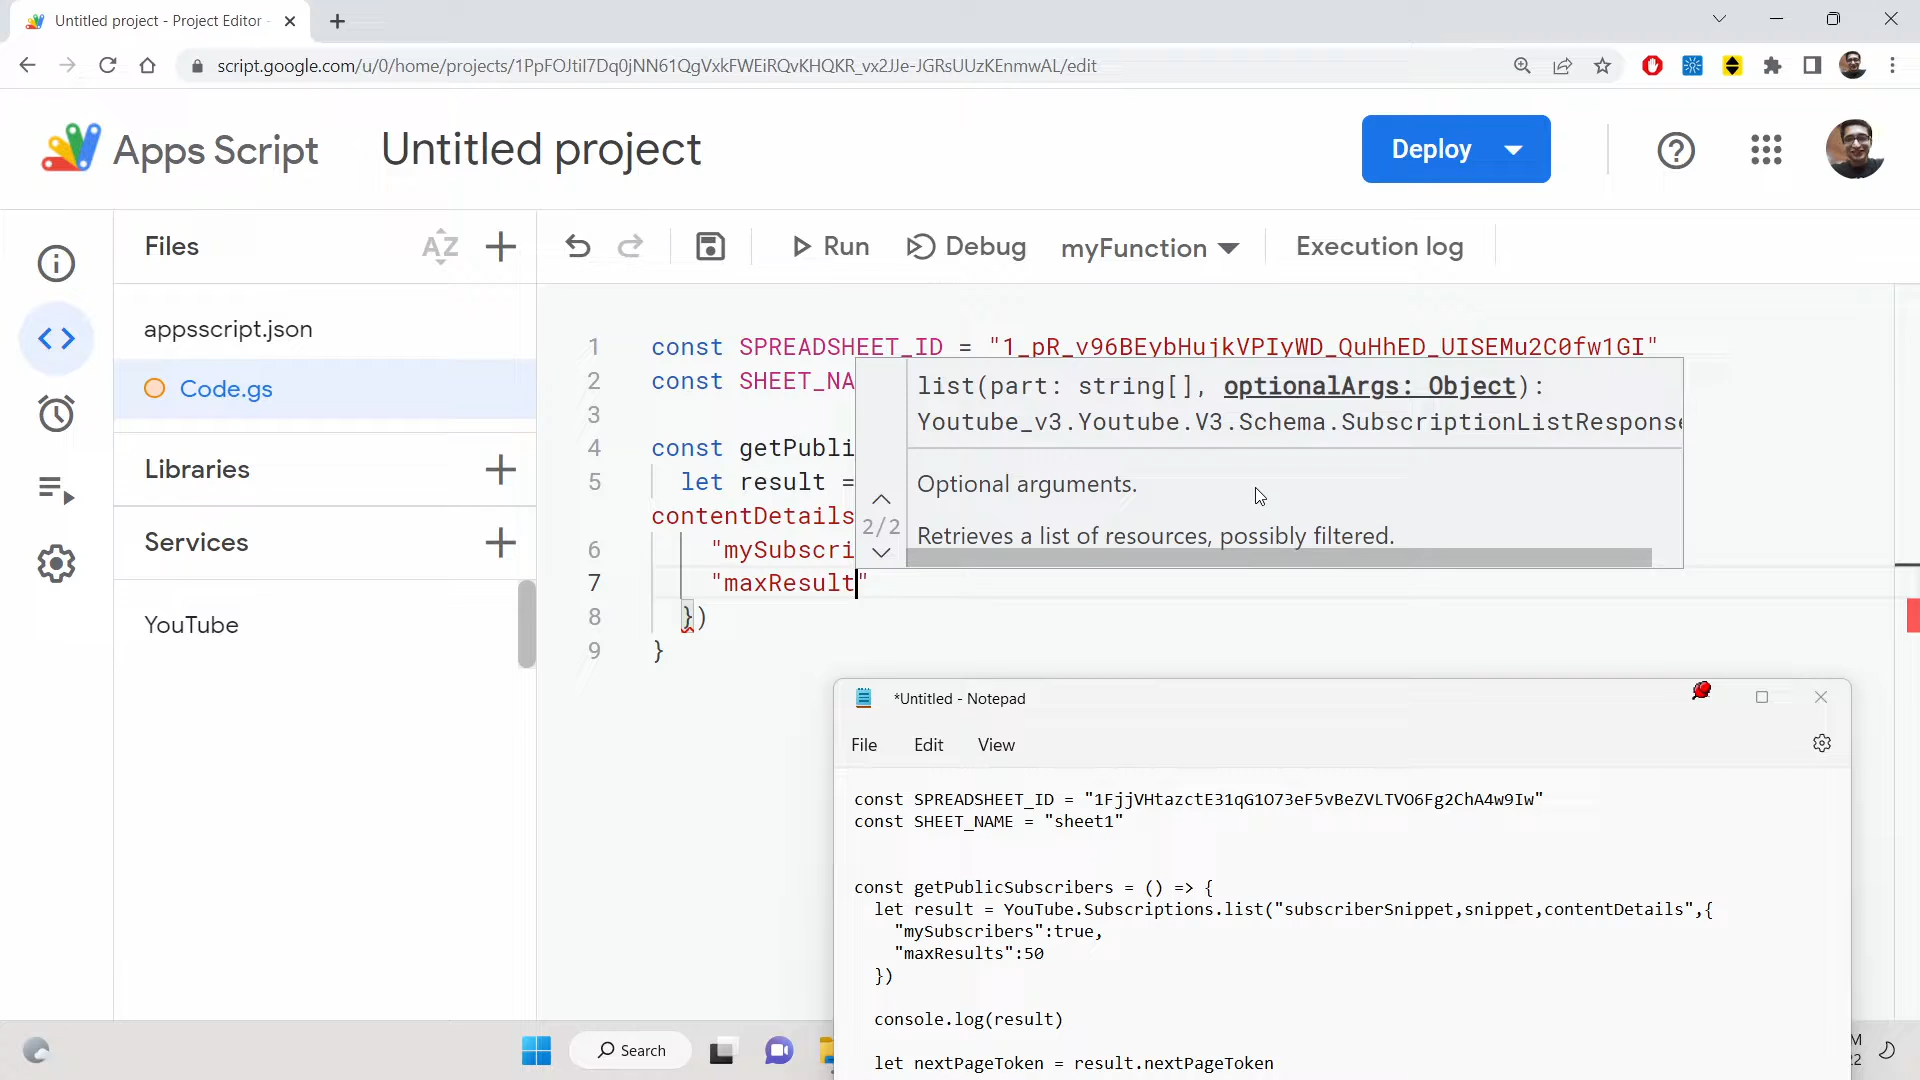 Untitled project - Project Editor -
script.google.com/u/0/home/projects/1PpFOJtiI7Dq0jNN61QgVxkFWEiRQvKHQKR_vx2JJe-JGRsUUzKEnmwAL/edit
Apps Script
Untitled project
Deploy
Files
AZ
Run
Debug
myFunction
Execution log
appsscript.json
Code.gs
Libraries
Services
YouTube
1 const SPREADSHEET_ID = "1_pR_v96BEybHujkVPIyWD_QuHhED_UISEMu2C0fw1GI"
2 const SHEET_NA
3
4 const getPubli
5 let result =
contentDetails
6 "mySubscri
7 "maxResult"
8 })
9 }
list(part: string[], optionalArgs: Object):
Youtube_v3.Youtube.V3.Schema.SubscriptionListResponse
Optional arguments.
2/2
Retrieves a list of resources, possibly filtered.
*Untitled - Notepad
File Edit View
const SPREADSHEET_ID = "1FjjVHtazctE31qG1O73eF5vBeZVLTVO6Fg2ChA4w9Iw"
const SHEET_NAME = "sheet1"
const getPublicSubscribers = () => {
let result = YouTube.Subscriptions.list("subscriberSnippet,snippet,contentDetails",{
"mySubscribers":true,
"maxResults":50
})
console.log(result)
let nextPageToken = result.nextPageToken
Search
M
22